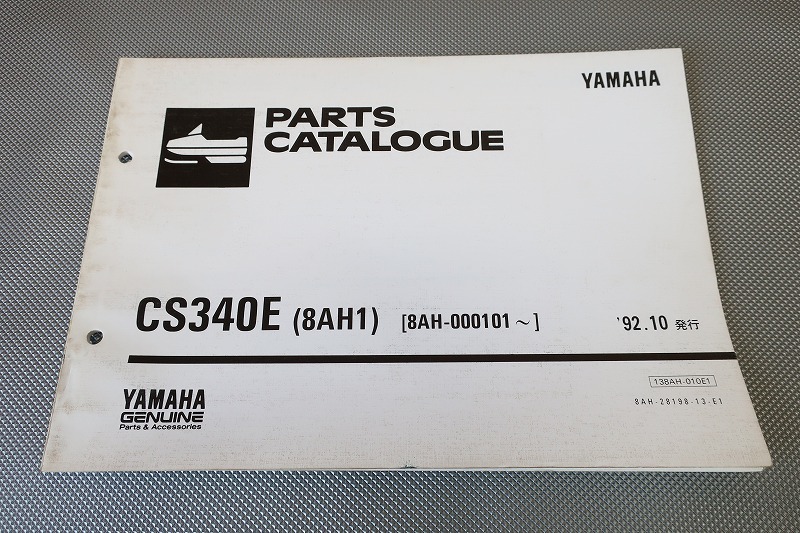 YAMAHA
PARTS
CATALOGUE
CS340E (8AH1) [8AH-000101～] '92.10 発行
138AH-010E1
8AH-28198-13-E1
YAMAHA
GENUINE
Parts & Accessories